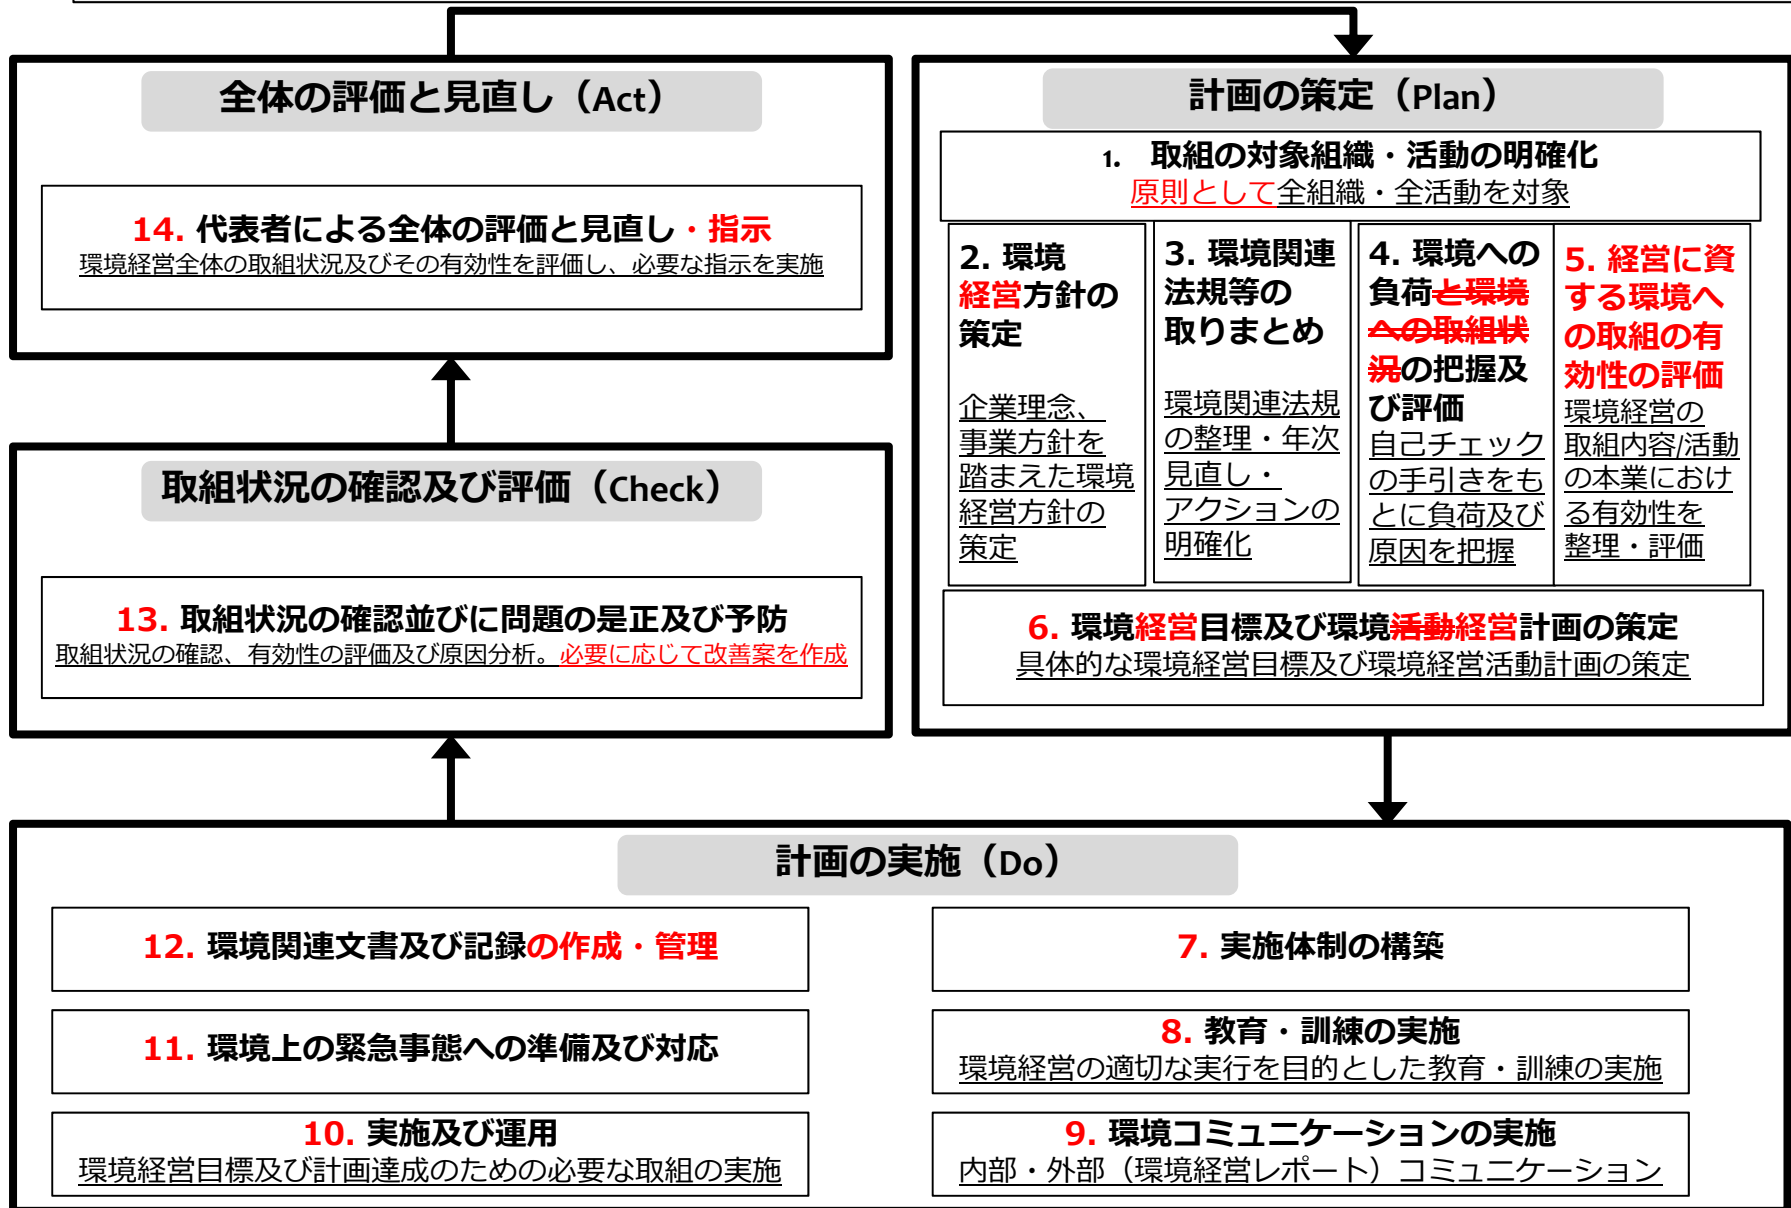 全体の評価と見直し（Act）
14. 代表者による全体の評価と見直し・指示
環境経営全体の取組状況及びその有効性を評価し、必要な指示を実施
取組状況の確認及び評価（Check）
13. 取組状況の確認並びに問題の是正及び予防
取組状況の確認、有効性の評価及び原因分析。必要に応じて改善案を作成
計画の策定（Plan）
1. 取組の対象組織・活動の明確化
原則として全組織・全活動を対象
2. 環境
経営方針の
策定
企業理念、
事業方針を
踏まえた環境
経営方針の
策定
3. 環境関連
法規等の
取りまとめ
環境関連法規
の整理・年次
見直し・
アクションの
明確化
4. 環境への
負荷と環境
への取組状
況の把握及
び評価
自己チェック
の手引きをも
とに負荷及び
原因を把握
5. 経営に資
する環境へ
の取組の有
効性の評価
環境経営の
取組内容/活動
の本業におけ
る有効性を
整理・評価
6. 環境経営目標及び環境活動経営計画の策定
具体的な環境経営目標及び環境経営活動計画の策定
計画の実施（Do）
12. 環境関連文書及び記録の作成・管理
11. 環境上の緊急事態への準備及び対応
10. 実施及び運用
環境経営目標及び計画達成のための必要な取組の実施
7. 実施体制の構築
8. 教育・訓練の実施
環境経営の適切な実行を目的とした教育・訓練の実施
9. 環境コミュニケーションの実施
内部・外部（環境経営レポート）コミュニケーション